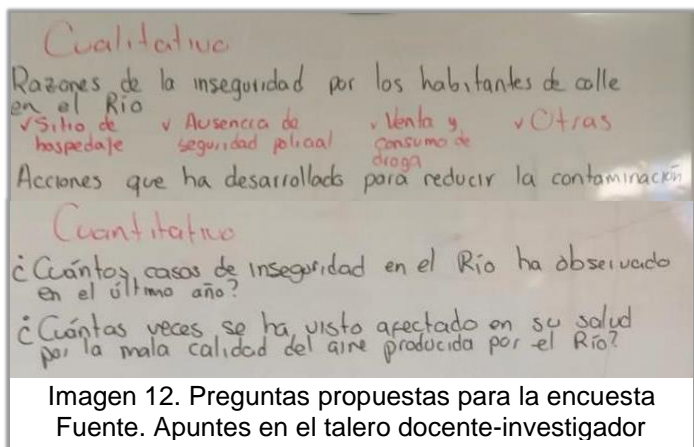 Cualitativo
Razones de la inseguridad por los habitantes de calle
en el Río
✓ Sitio de ✓ Ausencia de ✓ Venta y ✓ Otras
hospedaje seguridad policial consumo de
droga
Acciones que ha desarrollado para reducir la contaminación
Cuantitativo
¿Cuántos casos de inseguridad en el Río ha observado
en el último año?
¿Cuántas veces se ha visto afectado en su salud
por la mala calidad del aire producida por el Río?
Imagen 12. Preguntas propuestas para la encuesta
Fuente. Apuntes en el talero docente-investigador